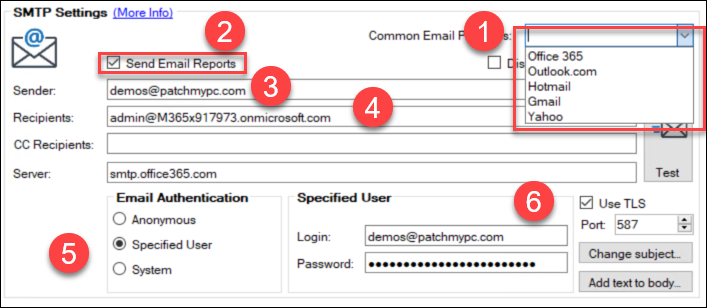 SMTP Settings (More Info)
1
2
Common Email P
s:
Send Email Reports
Dis
Office 365
Outlook.com
Hotmail
Gmail
Yahoo
3
Sender: demos@patchmypc.com
4
Recipients: admin@M365x917973.onmicrosoft.com
CC Recipients:
Server: smtp.office365.com
Test
Email Authentication
Anonymous
Specified User
System
5
Specified User
6
Login: demos@patchmypc.com
Password: ●●●●●●●●●●●●●●●●●●●●●●●●
Use TLS
Port: 587
Change subject...
Add text to body...